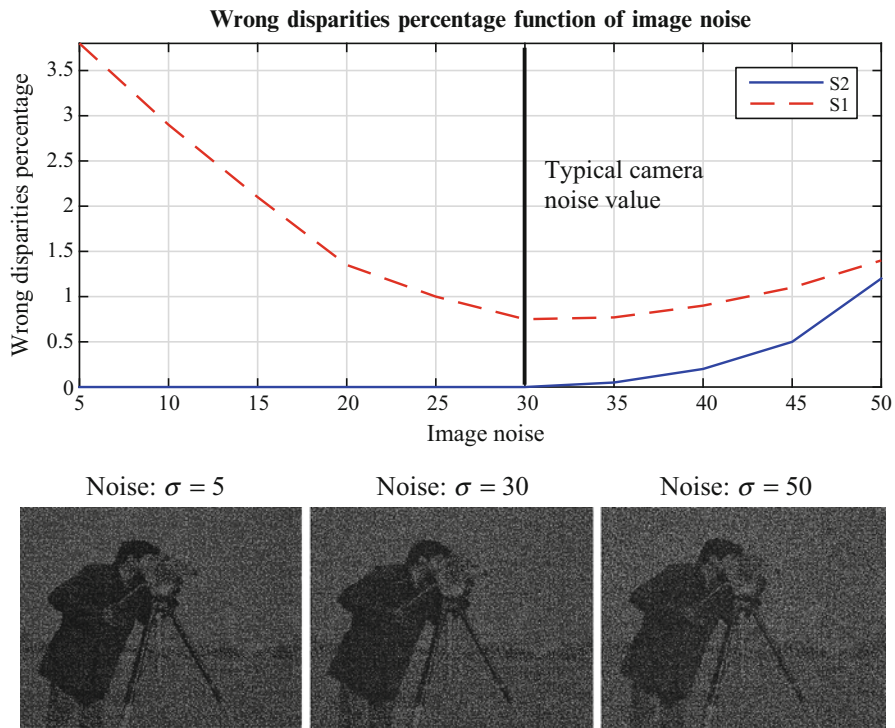 Wrong disparities percentage function of image noise
Wrong disparities percentage
3.5
3
2.5
2
1.5
1
0.5
0
S2
S1
Typical camera
noise value
5 10 15 20 25 30 35 40 45 50
Image noise
Noise: σ = 5
Noise: σ = 30
Noise: σ = 50